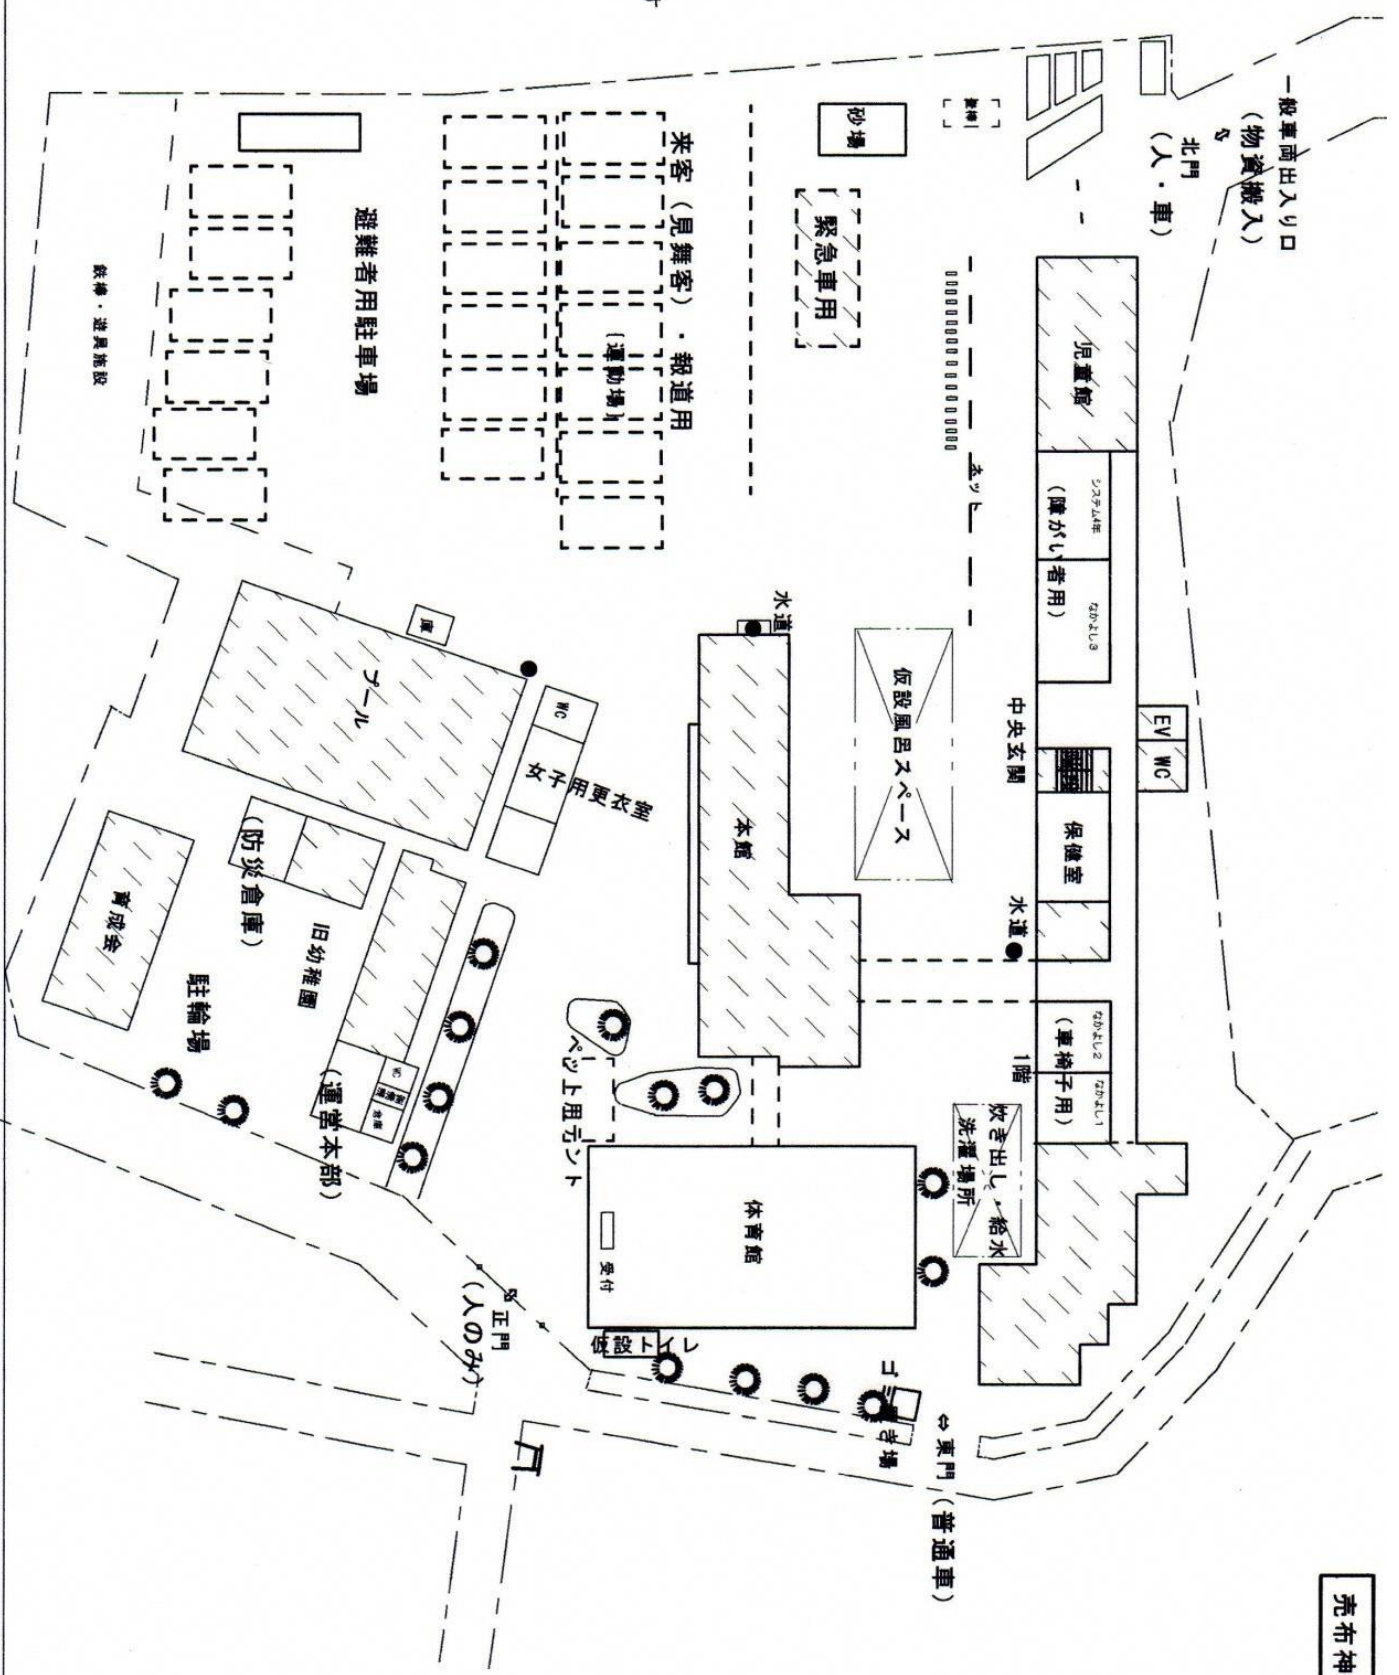 一般車両出入り口
(物資搬入)
⇔
北門
(人・車)
砂場
緊急車用
来客(見舞客)・報道用
(運動場)
避難者用駐車場
鉄棒・遊具施設
児童館
ネット
システム4年
なかよし3
(障がい者用)
水道
仮設風呂スペース
中央玄関
EV
WC
保健室
水道
本館
庫
プール
WC
女子用更衣室
(防災倉庫)
育成会
旧幼稚園
駐輪場
WC
倉庫
(運営本部)
ペット用テント
1階
なかよし2
なかよし1
(車椅子用)
炊き出し・給水
洗濯場所
体育館
受付
仮設トイレ
⇔
正門
(人のみ)
ゴミ置き場
⇔東門(普通車)
売布神